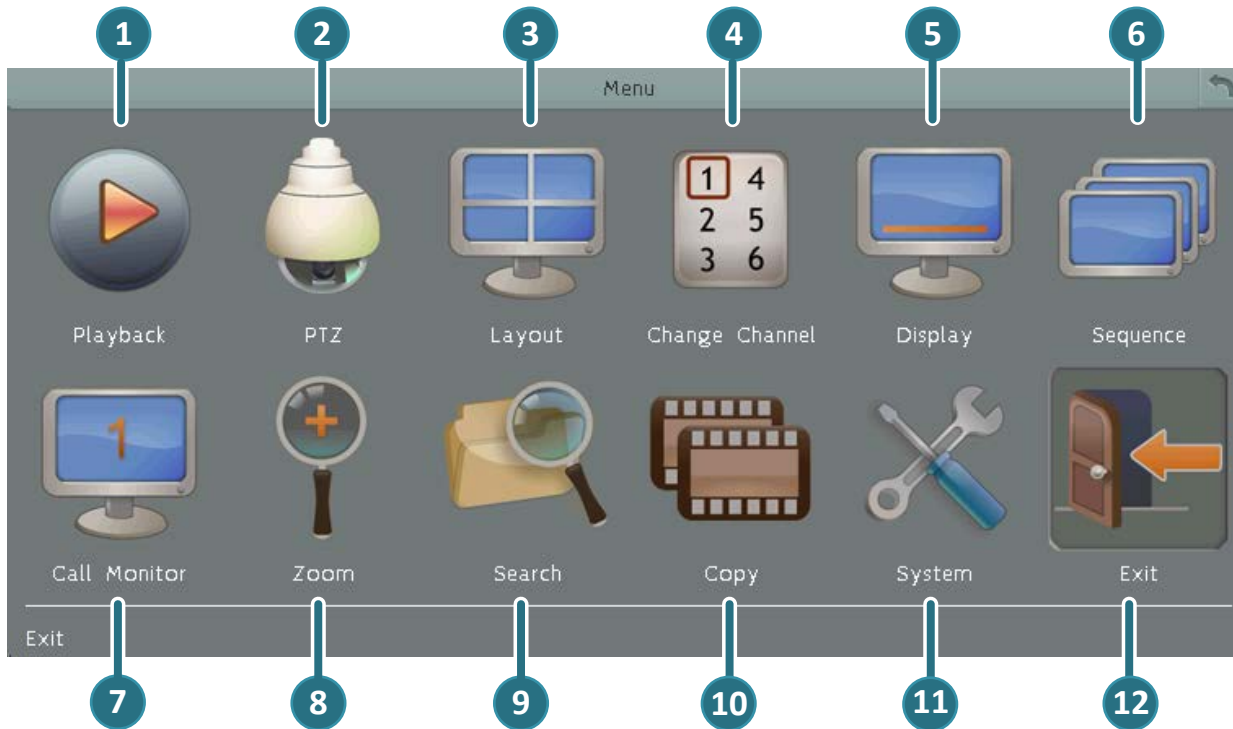 1 2 3 4 5 6
Menu
1 4
2 5
3 6
Playback PTZ Layout Change Channel Display Sequence
1
Call Monitor Zoom Search Copy System Exit
Exit
7 8 9 10 11 12